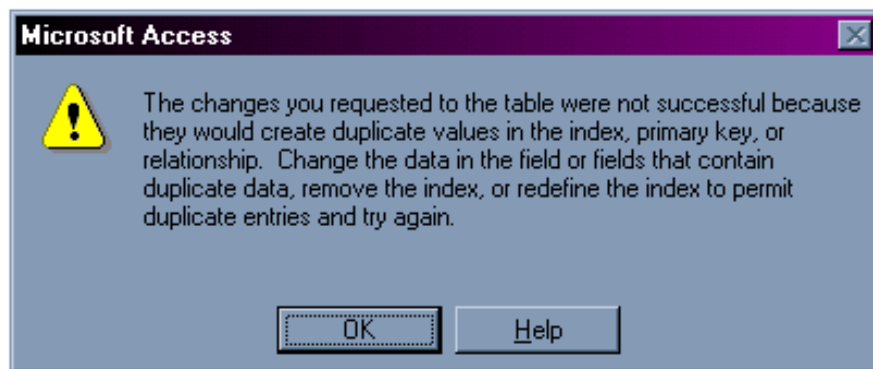 Microsoft Access
The changes you requested to the table were not successful because
they would create duplicate values in the index, primary key, or
relationship.  Change the data in the field or fields that contain
duplicate data, remove the index, or redefine the index to permit
duplicate entries and try again.
OK
Help